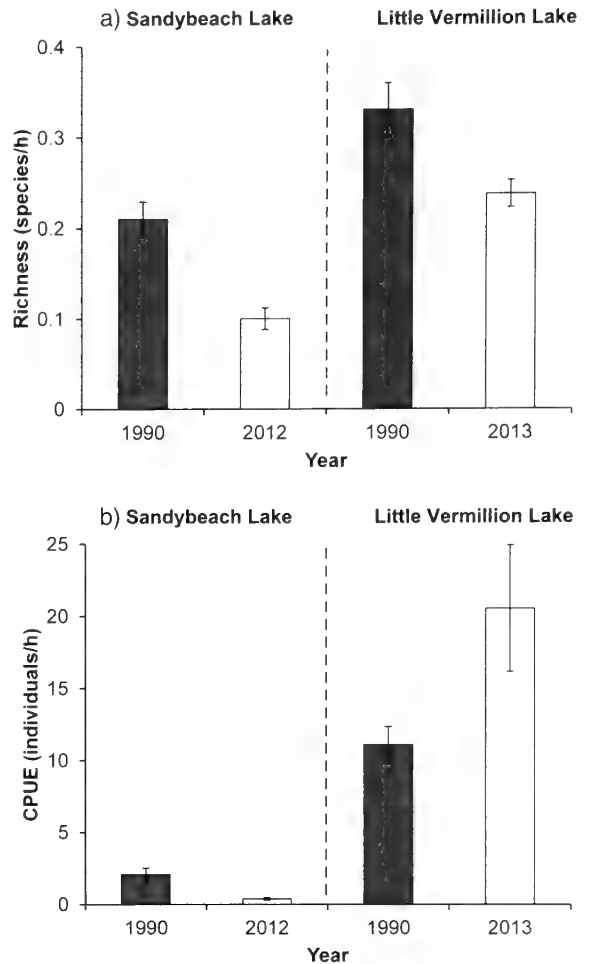 a) Sandybeach Lake Little Vermillion Lake
0.4
0.3
0.2
0.1
0
Richness (species/h)
1990 2012 1990 2013
Year
b) Sandybeach Lake Little Vermillion Lake
25
20
15
10
5
0
CPUE (individuals/h)
1990 2012 1990 2013
Year